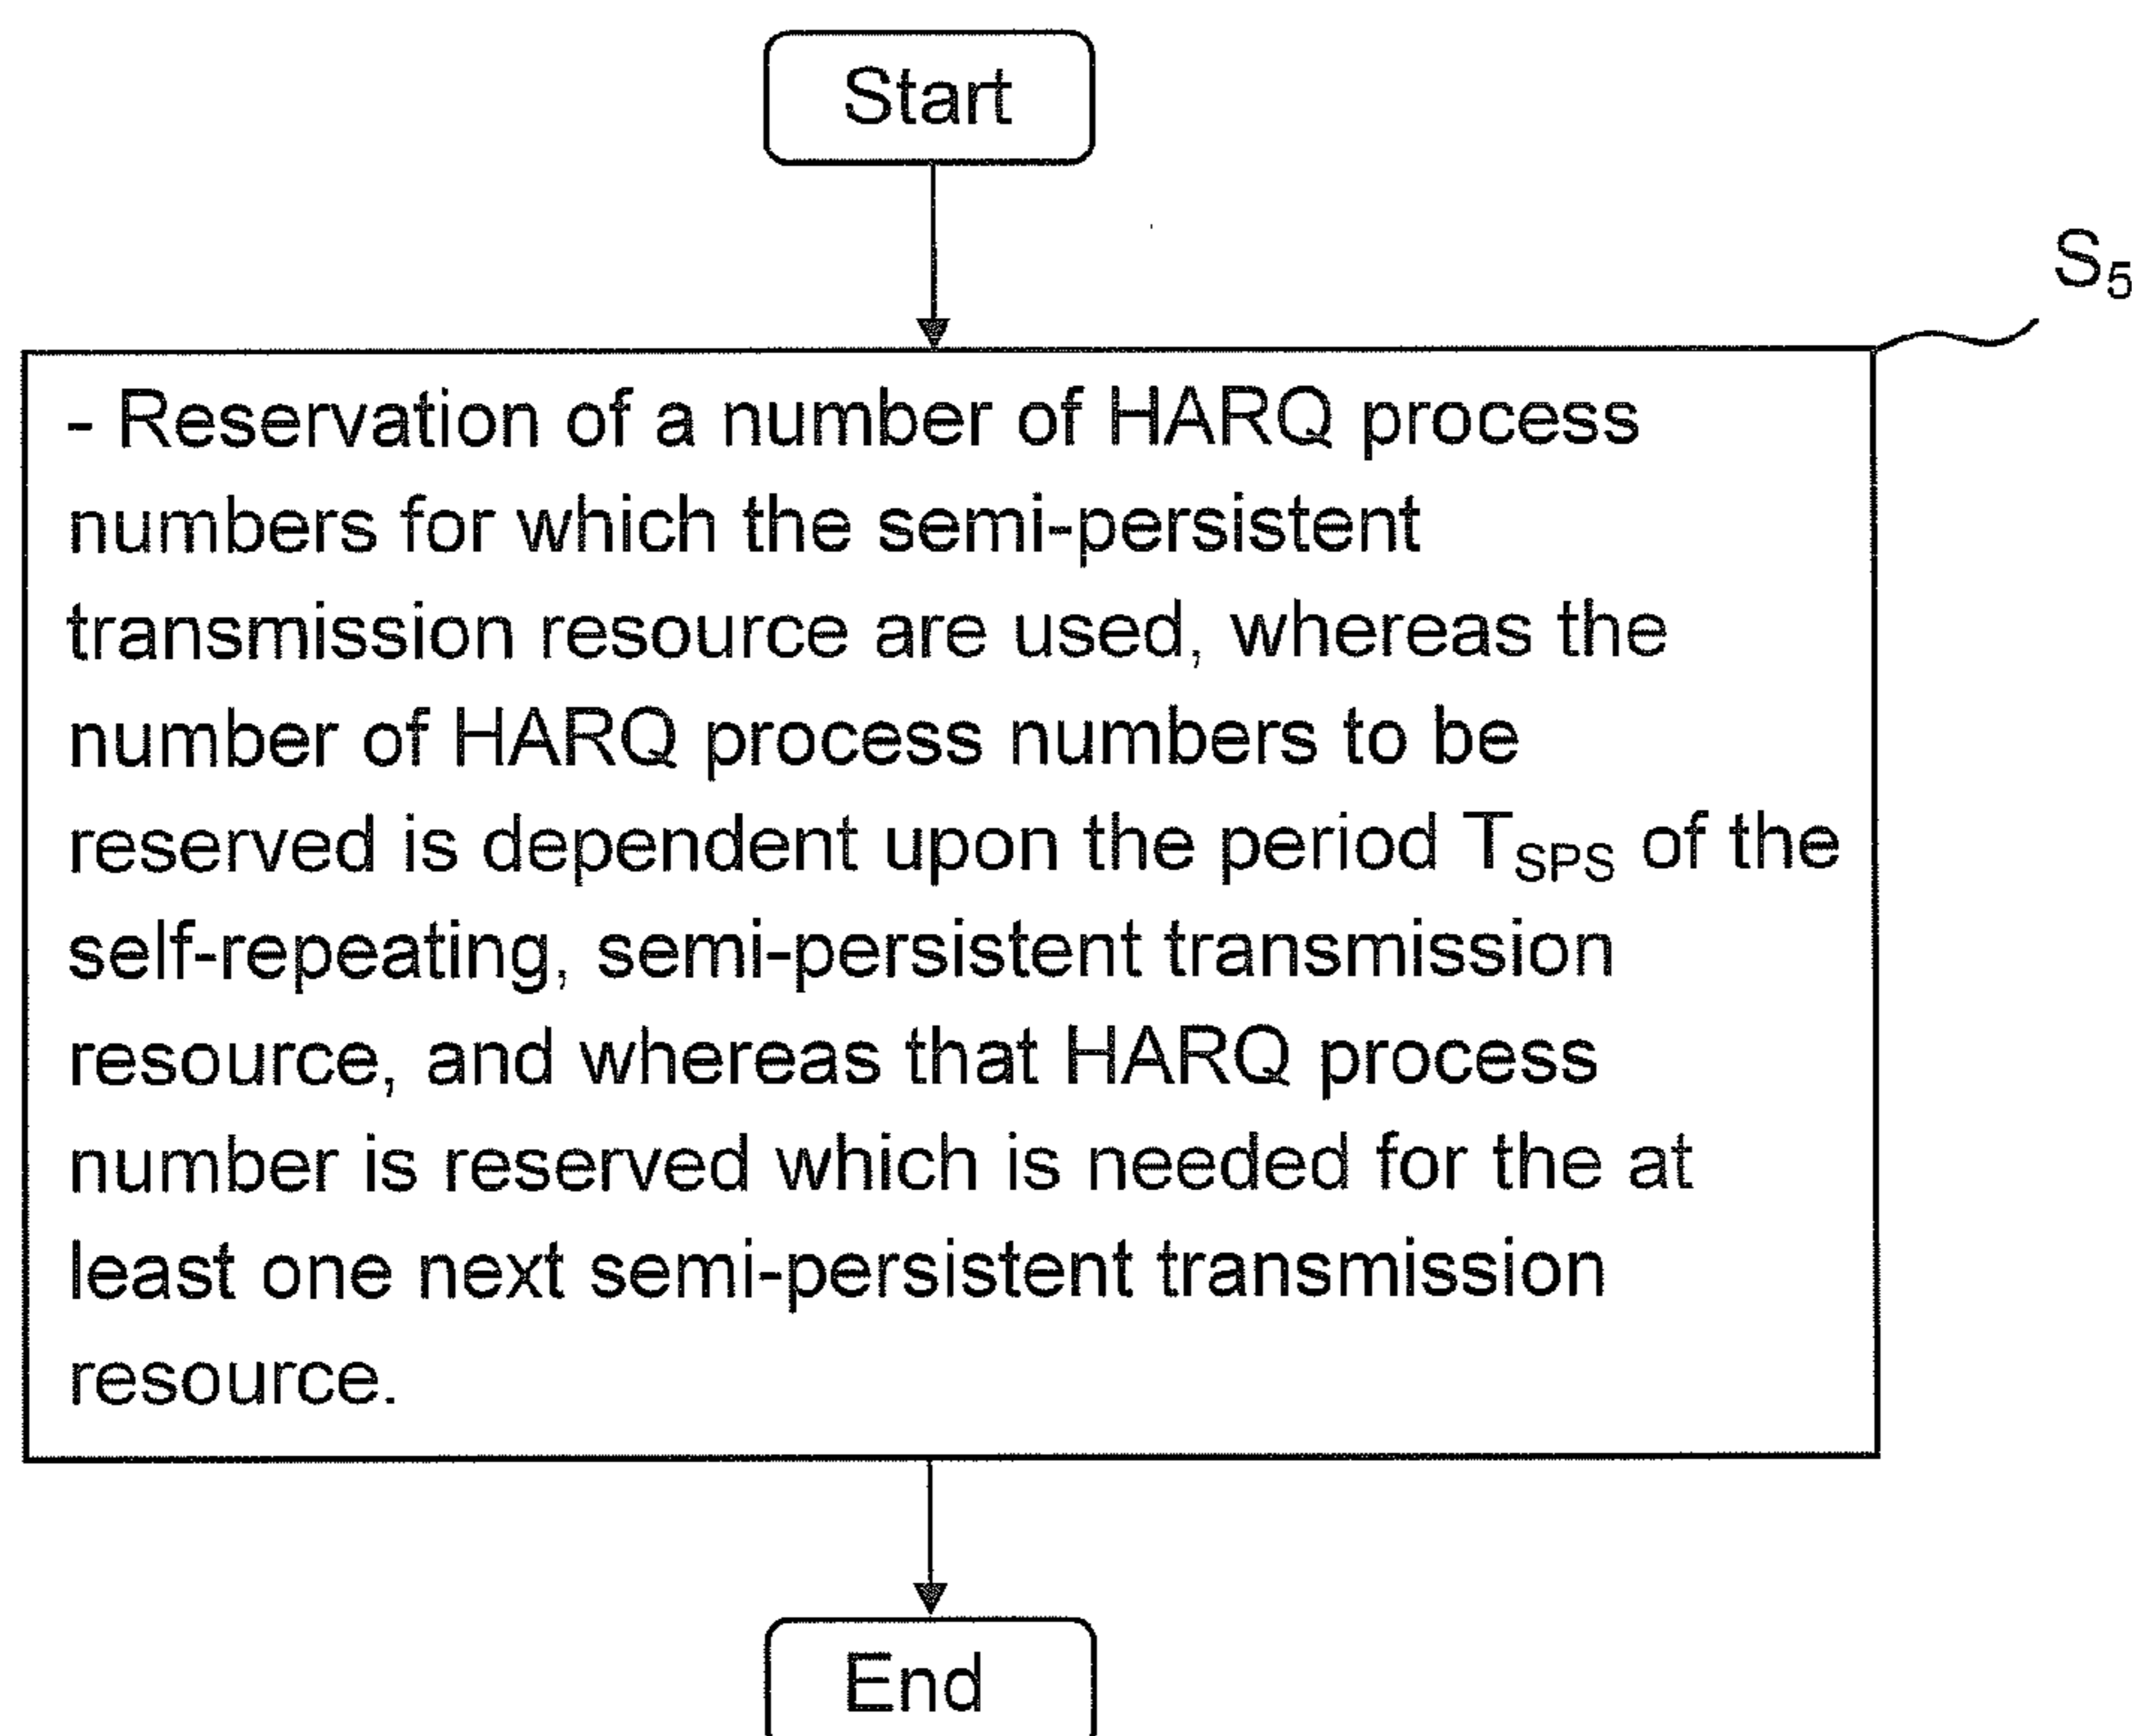 Start
S₅
- Reservation of a number of HARQ process
numbers for which the semi-persistent
transmission resource are used, whereas the
number of HARQ process numbers to be
reserved is dependent upon the period T_SPS of the
self-repeating, semi-persistent transmission
resource, and whereas that HARQ process
number is reserved which is needed for the at
least one next semi-persistent transmission
resource.
End